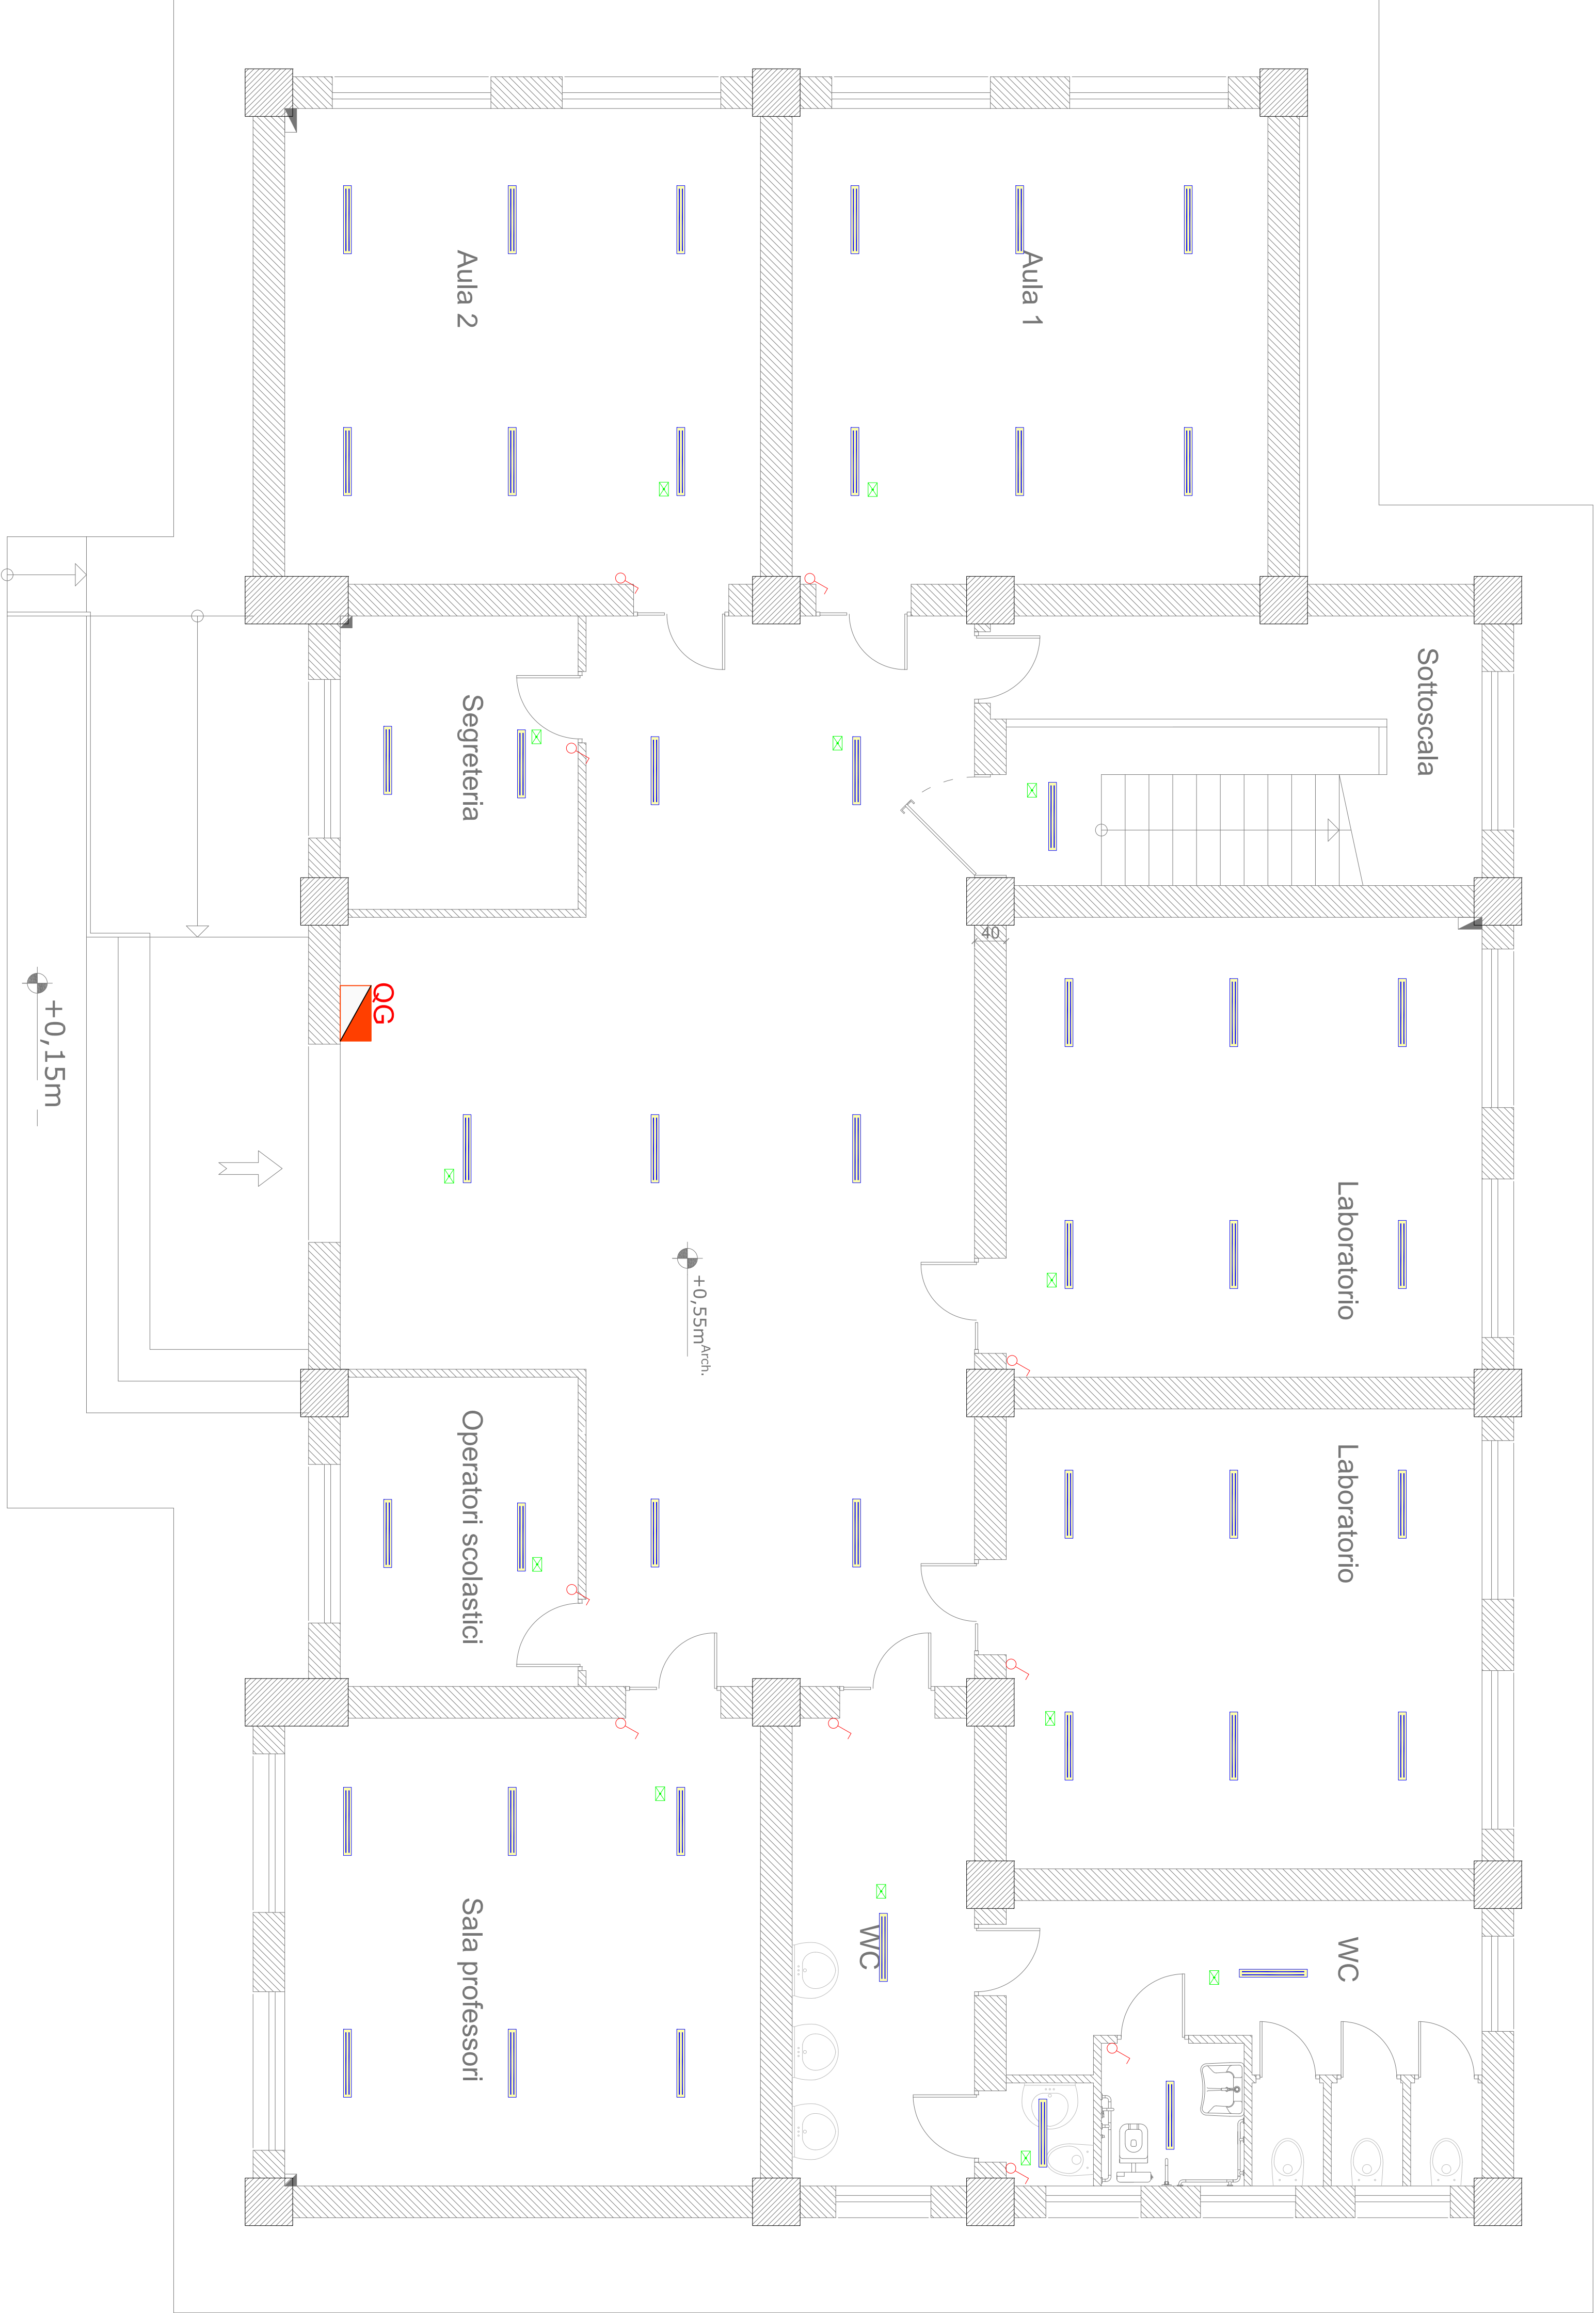 Aula 1
Aula 2
Sottoscala
Segreteria
40
QG
+0,15m
Laboratorio
+0,55m
Arch.
Laboratorio
Operatori scolastici
WC
WC
Sala professori